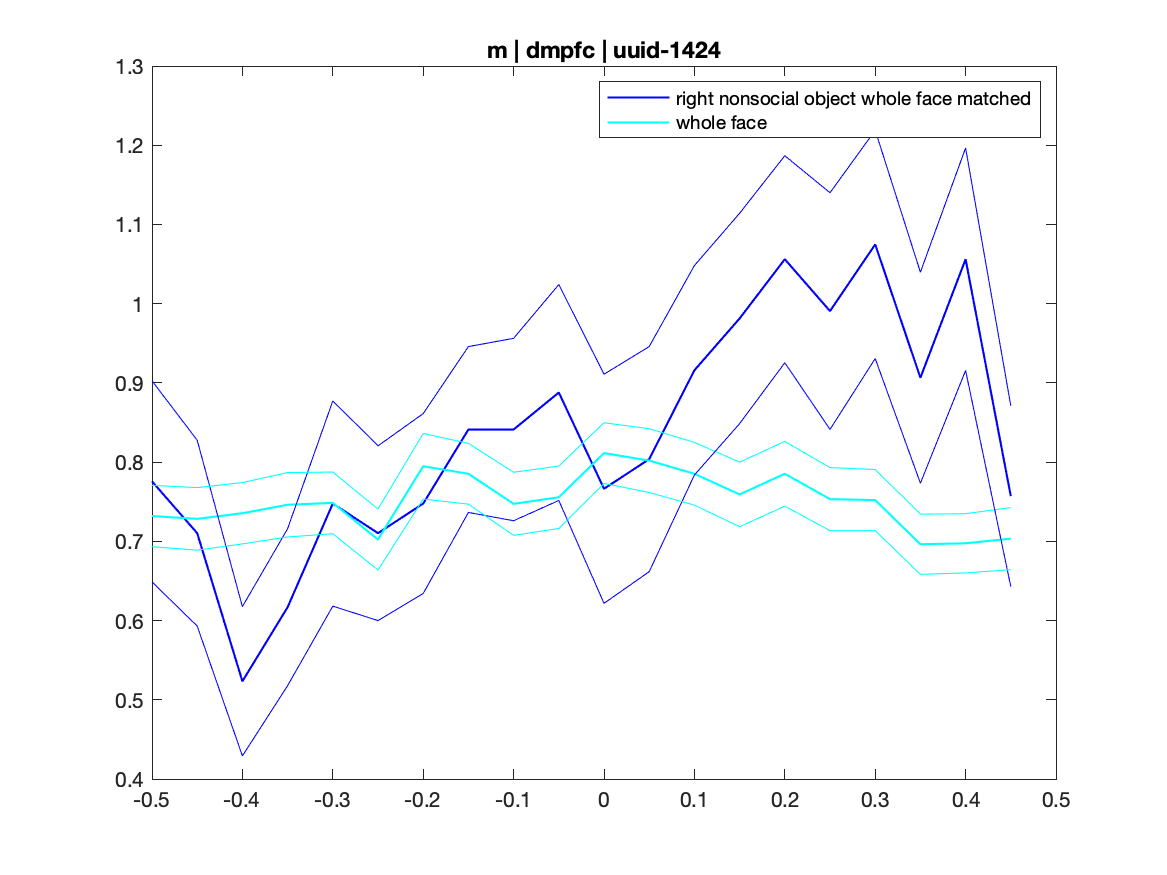 m | dmpfc | uuid-1424
right nonsocial object whole face matched
whole face
1.3
1.2
1.1
1
0.9
0.8
0.7
0.6
0.5
0.4
-0.5 -0.4 -0.3 -0.2 -0.1 0 0.1 0.2 0.3 0.4 0.5